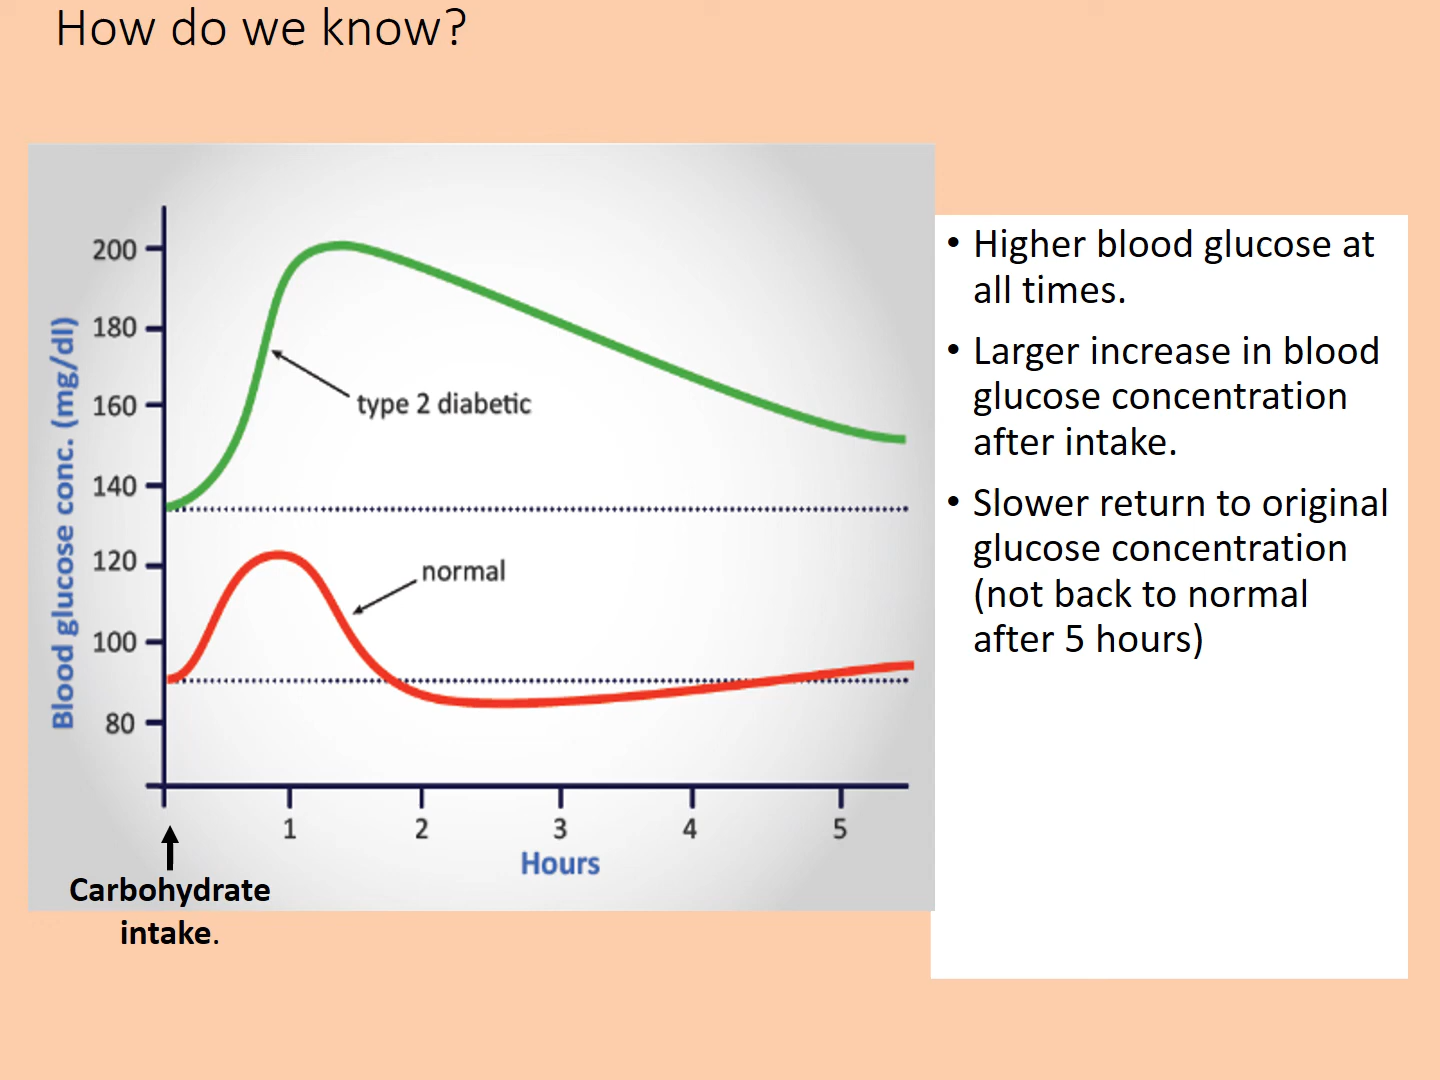 How do we know?
200
180
160
140
120
100
80
Blood glucose conc. (mg/dl)
type 2 diabetic
normal
1 2 3 4 5
Hours
Carbohydrate
intake.
• Higher blood glucose at
all times.
• Larger increase in blood
glucose concentration
after intake.
• Slower return to original
glucose concentration
(not back to normal
after 5 hours)